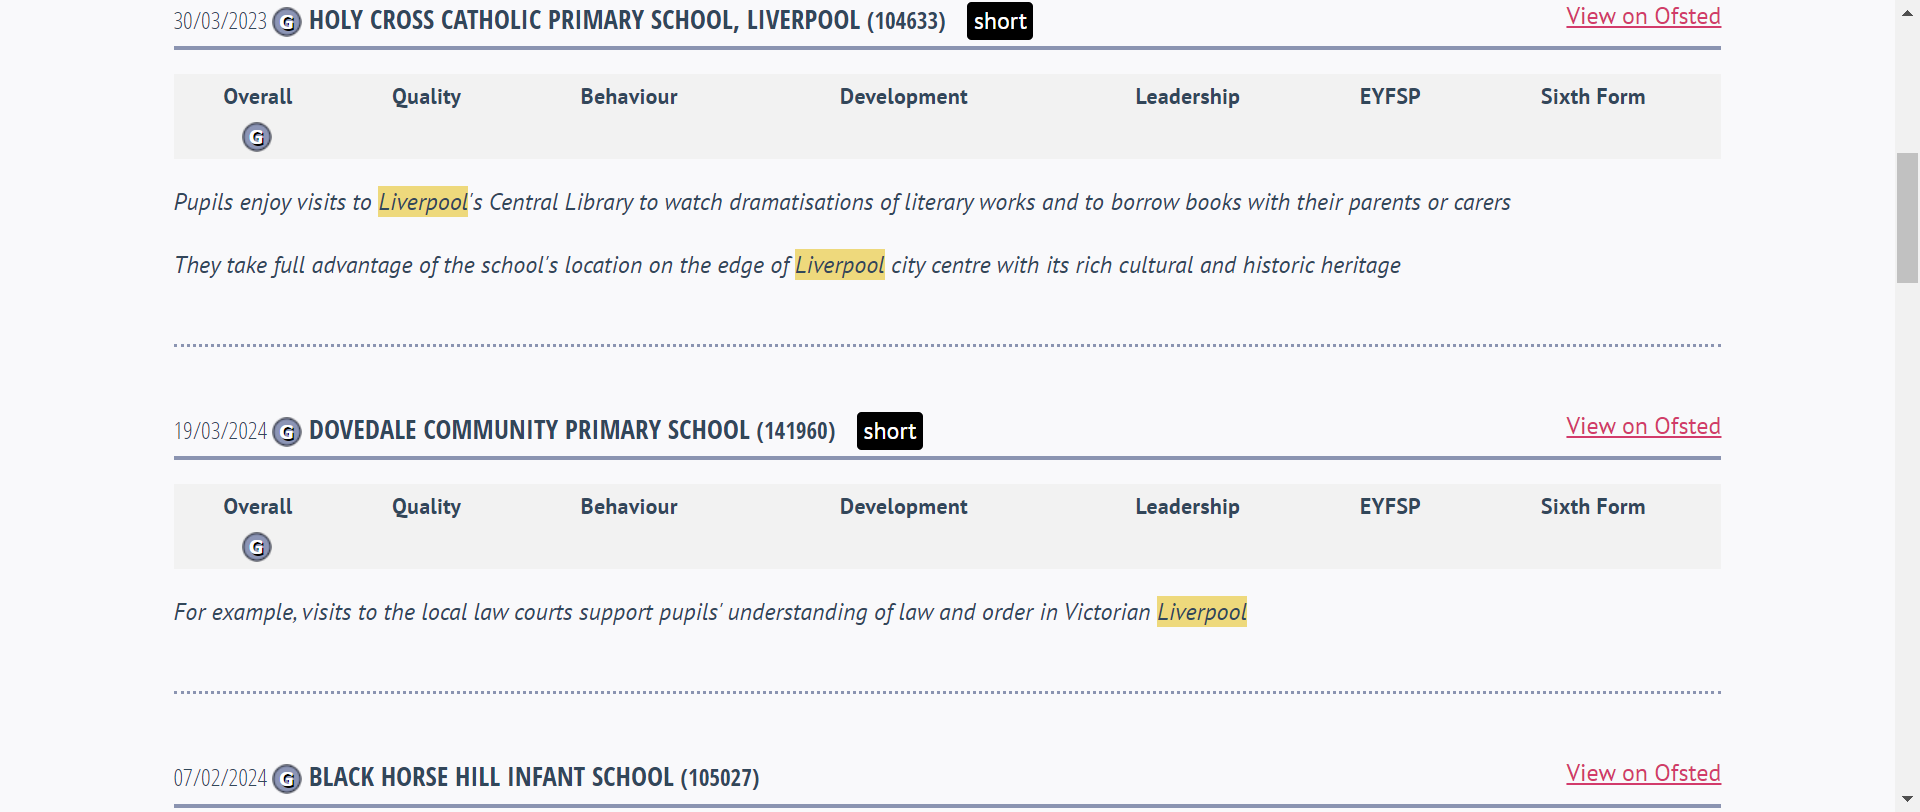 30/03/2023 G HOLY CROSS CATHOLIC PRIMARY SCHOOL, LIVERPOOL (104633) short View on Ofsted
Overall Quality Behaviour Development Leadership EYFSP Sixth Form
G
Pupils enjoy visits to Liverpool's Central Library to watch dramatisations of literary works and to borrow books with their parents or carers
They take full advantage of the school's location on the edge of Liverpool city centre with its rich cultural and historic heritage
19/03/2024 G DOVEDALE COMMUNITY PRIMARY SCHOOL (141960) short View on Ofsted
Overall Quality Behaviour Development Leadership EYFSP Sixth Form
G
For example, visits to the local law courts support pupils' understanding of law and order in Victorian Liverpool
07/02/2024 G BLACK HORSE HILL INFANT SCHOOL (105027) View on Ofsted